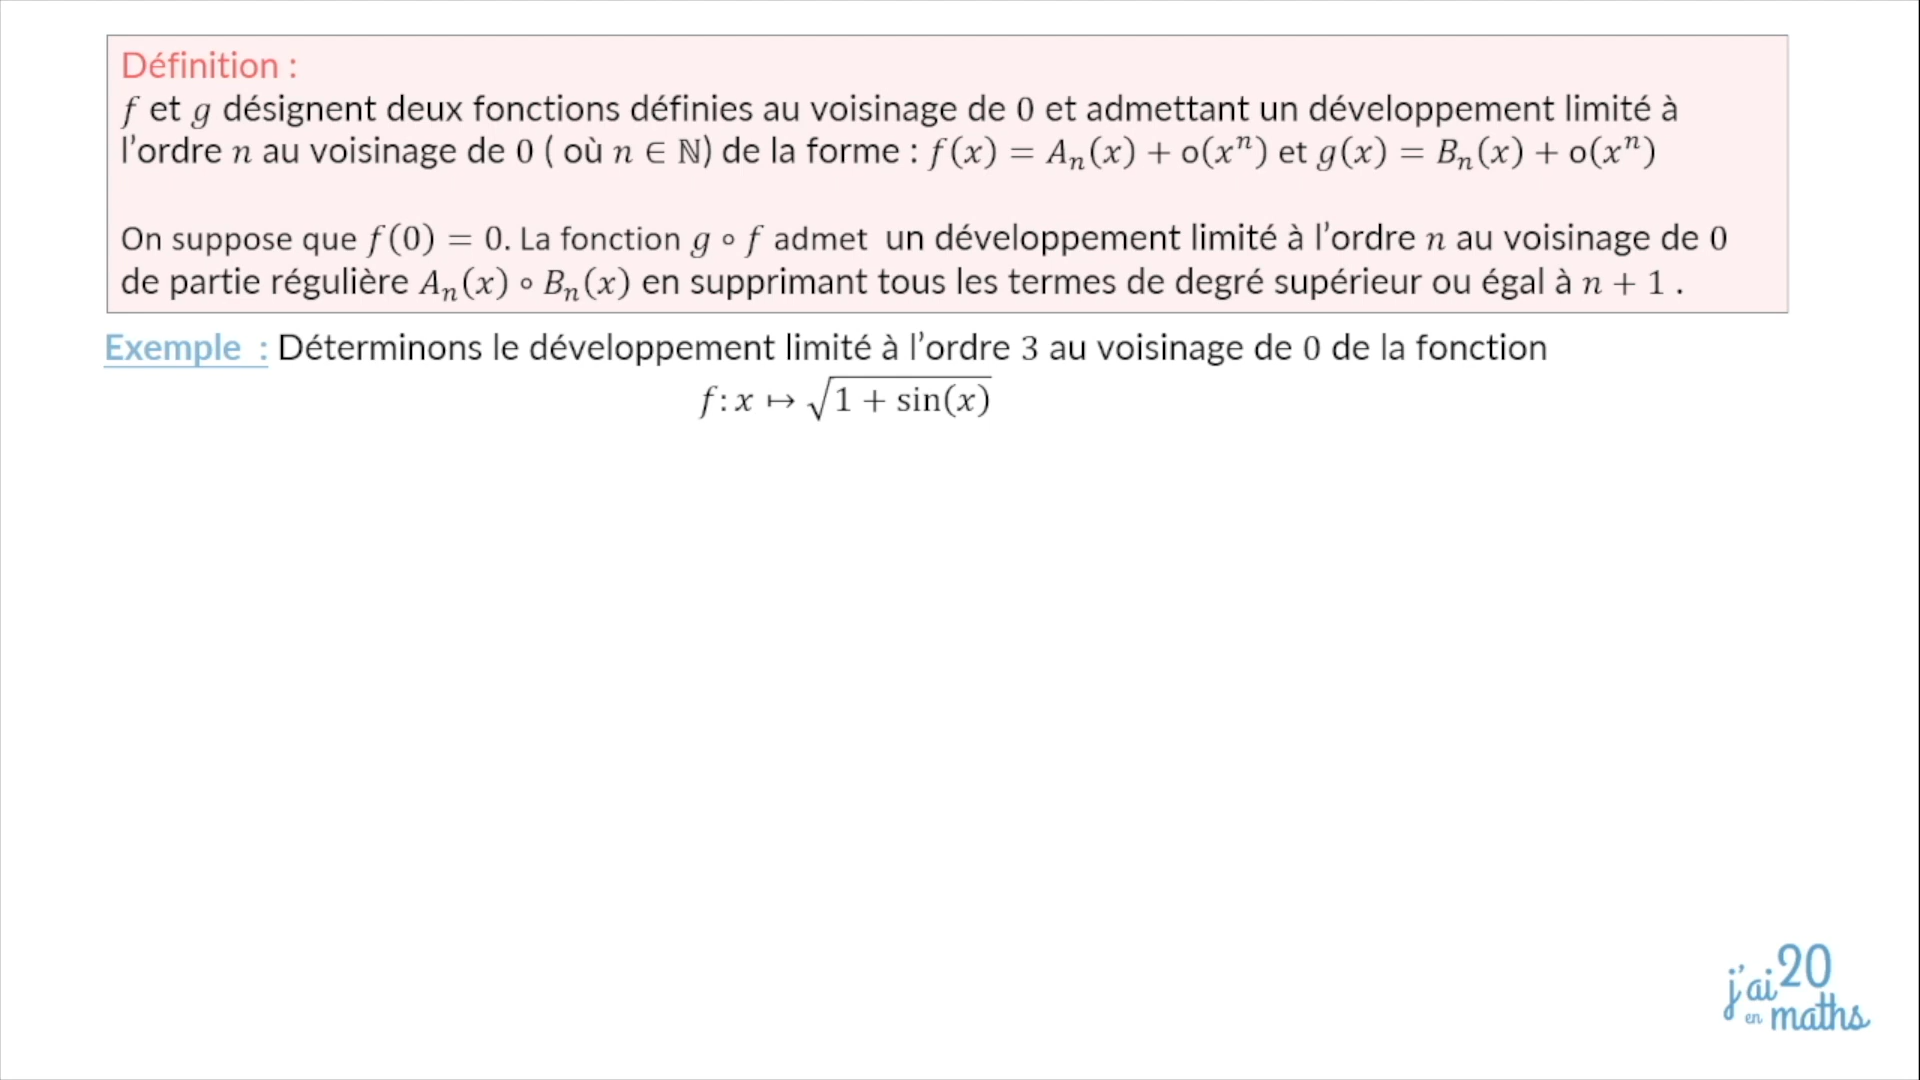 Définition :
f et g désignent deux fonctions définies au voisinage de 0 et admettant un développement limité à
l’ordre n au voisinage de 0 ( où n ∈ ℕ) de la forme : f(x) = Aₙ(x) + o(xⁿ) et g(x) = Bₙ(x) + o(xⁿ)
On suppose que f(0) = 0. La fonction g ∘ f admet un développement limité à l’ordre n au voisinage de 0
de partie régulière Aₙ(x) ∘ Bₙ(x) en supprimant tous les termes de degré supérieur ou égal à n + 1 .
Exemple : Déterminons le développement limité à l’ordre 3 au voisinage de 0 de la fonction
f: x ↦ √(1 + sin(x))
j’ai 20
en maths